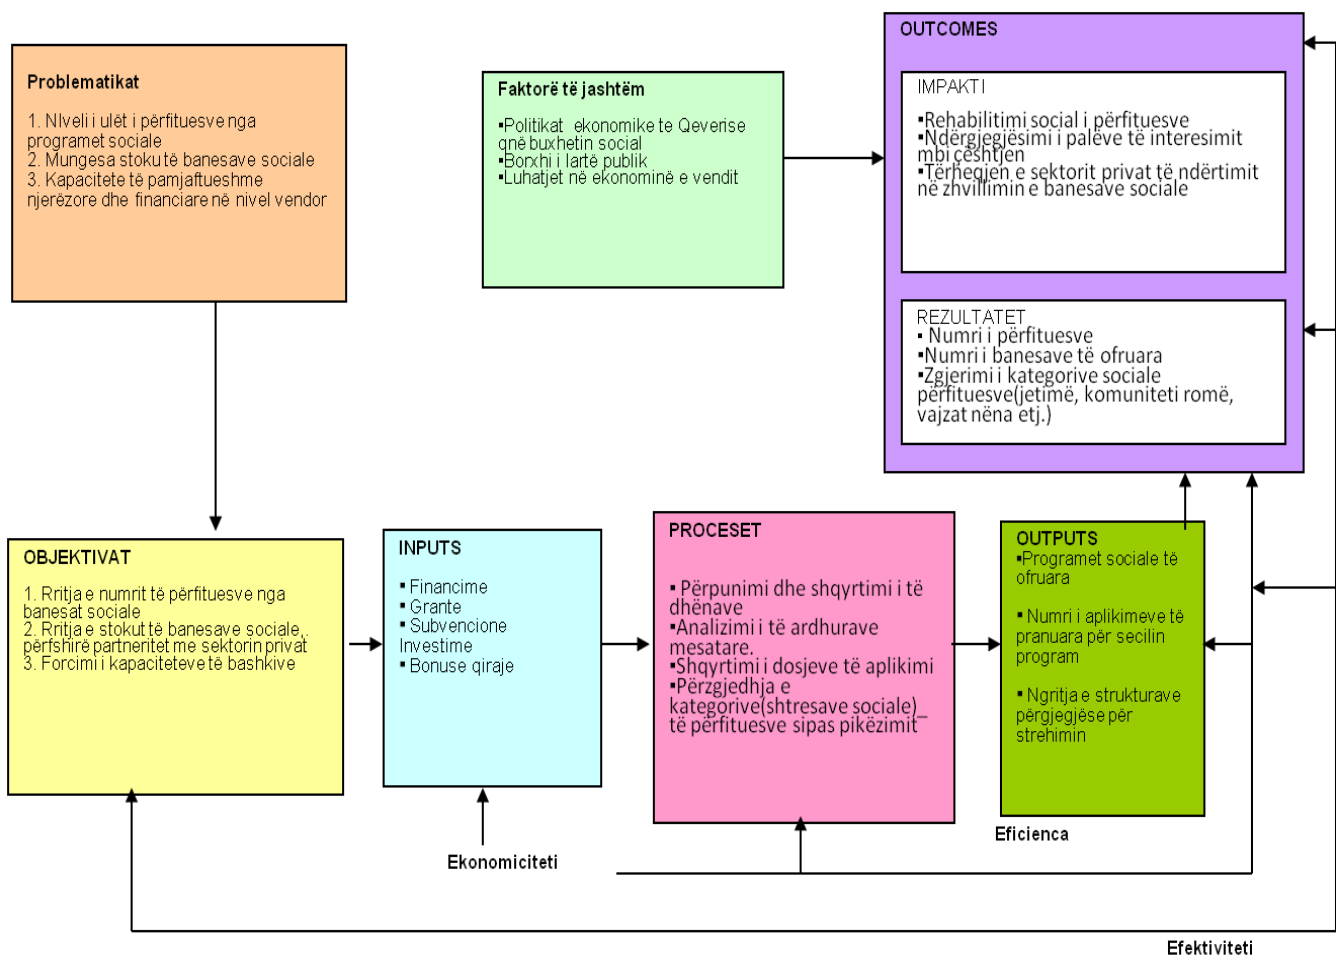 Problematikat
1. NIveli i ulët i përfituesve nga
programet sociale
2. Mungesa stoku të banesave sociale
3. Kapacitete të pamjaftueshme
njerëzore dhe financiare në nivel vendor
Faktorë të jashtëm
▪Politikat ekonomike te Qeverise
qnë buxhetin social
▪Borxhi i lartë publik
▪Luhatjet në ekonominë e vendit
OUTCOMES
IMPAKTI
▪Rehabilitimi social i përfituesve
▪Ndërgjegjësimi i palëve të interesimit
mbi çështjen
▪Tërheqjen e sektorit privat të ndërtimit
në zhvillimin e banesave sociale
REZULTATET
▪ Numri i përfituesve
▪Numri i banesave të ofruara
▪Zgjerimi i kategorive sociale
përfituesve(jetimë, komuniteti romë,
vajzat nëna etj.)
OBJEKTIVAT
1. Rritja e numrit të përfituesve nga
banesat sociale
2. Rritja e stokut të banesave sociale,
përfshirë partneritet me sektorin privat
3. Forcimi i kapaciteteve të bashkive
INPUTS
▪ Financime
▪ Grante
▪ Subvencione
Investime
▪ Bonuse qiraje
PROCESET
▪ Përpunimi dhe shqyrtimi i të
dhënave
▪Analizimi i të ardhurave
mesatare.
▪Shqyrtimi i dosjeve të aplikimi
▪Përzgjedhja e
kategorive(shtresave sociale)_
të përfituesve sipas pikëzimit
OUTPUTS
▪Programet sociale të
ofruara
▪ Numri i aplikimeve të
pranuara për secilin
program
▪ Ngritja e strukturave
përgjegjëse për
strehimin
Eficienca
Ekonomiciteti
Efektiviteti